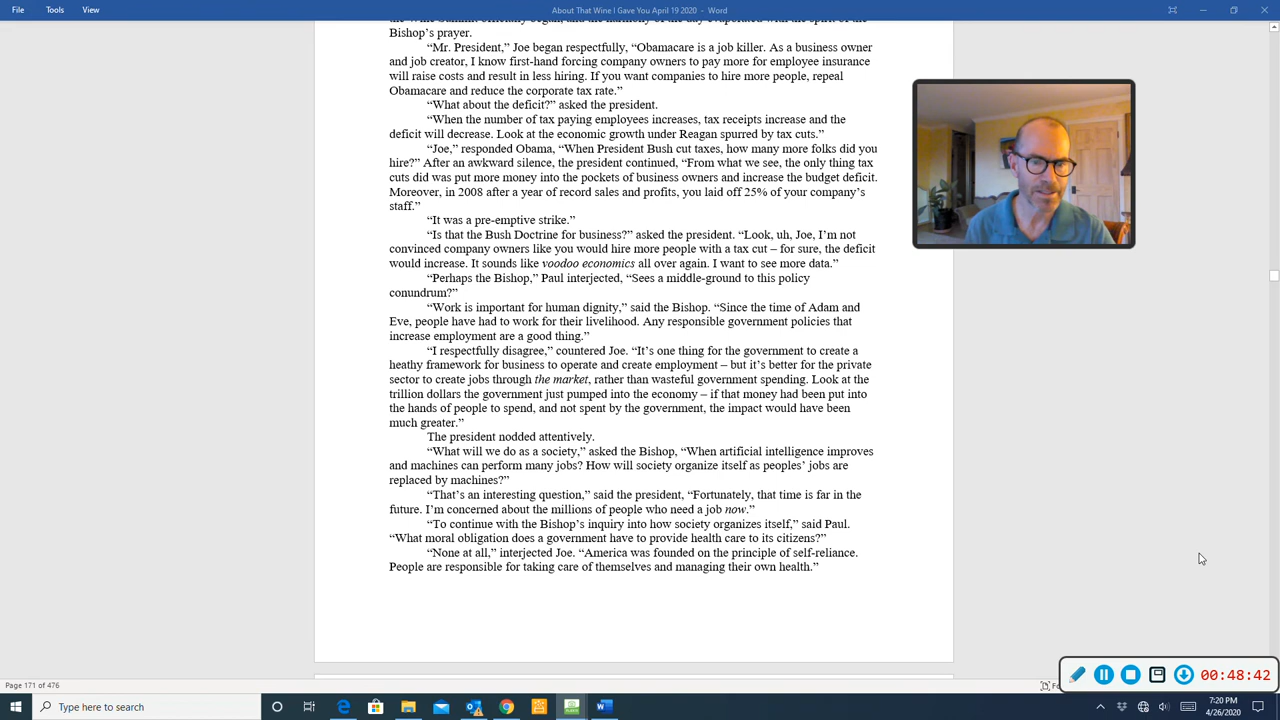 File Tools View About That Wine I Gave You April 19 2020 - Word
the Wine Summit officially began, and the harmony of the day evaporated with the spirit of the
Bishop's prayer.
“Mr. President,” Joe began respectfully, “Obamacare is a job killer. As a business owner
and job creator, I know first-hand forcing company owners to pay more for employee insurance
will raise costs and result in less hiring. If you want companies to hire more people, repeal
Obamacare and reduce the corporate tax rate.”
“What about the deficit?” asked the president.
“When the number of tax paying employees increases, tax receipts increase and the
deficit will decrease. Look at the economic growth under Reagan spurred by tax cuts.”
“Joe,” responded Obama, “When President Bush cut taxes, how many more folks did you
hire?” After an awkward silence, the president continued, “From what we see, the only thing tax
cuts did was put more money into the pockets of business owners and increase the budget deficit.
Moreover, in 2008 after a year of record sales and profits, you laid off 25% of your company’s
staff.”
“It was a pre-emptive strike.”
“Is that the Bush Doctrine for business?” asked the president. “Look, uh, Joe, I’m not
convinced company owners like you would hire more people with a tax cut – for sure, the deficit
would increase. It sounds like voodoo economics all over again. I want to see more data.”
“Perhaps the Bishop,” Paul interjected, “Sees a middle-ground to this policy
conundrum?”
“Work is important for human dignity,” said the Bishop. “Since the time of Adam and
Eve, people have had to work for their livelihood. Any responsible government policies that
increase employment are a good thing.”
“I respectfully disagree,” countered Joe. “It’s one thing for the government to create a
heathy framework for business to operate and create employment – but it’s better for the private
sector to create jobs through the market, rather than wasteful government spending. Look at the
trillion dollars the government just pumped into the economy – if that money had been put into
the hands of people to spend, and not spent by the government, the impact would have been
much greater.”
The president nodded attentively.
“What will we do as a society,” asked the Bishop, “When artificial intelligence improves
and machines can perform many jobs? How will society organize itself as peoples’ jobs are
replaced by machines?”
“That’s an interesting question,” said the president, “Fortunately, that time is far in the
future. I’m concerned about the millions of people who need a job now.”
“To continue with the Bishop’s inquiry into how society organizes itself,” said Paul.
“What moral obligation does a government have to provide health care to its citizens?”
“None at all,” interjected Joe. “America was founded on the principle of self-reliance.
People are responsible for taking care of themselves and managing their own health.”
00:48:42
Page 171 of 476
Type here to search
7:20 PM
4/26/2020